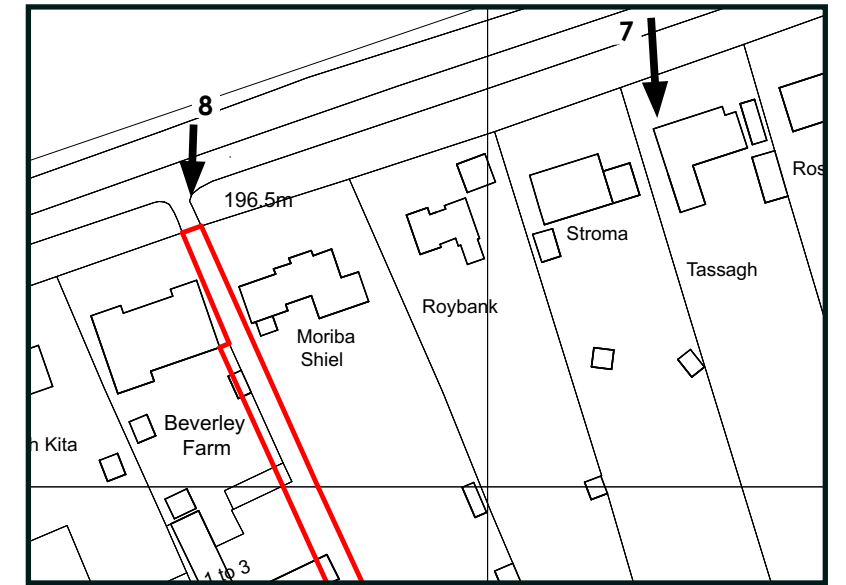 7
8
196.5m
Ros
Stroma
Tassagh
Roybank
Moriba
Shiel
Beverley
Farm
h Kita
1 to 3